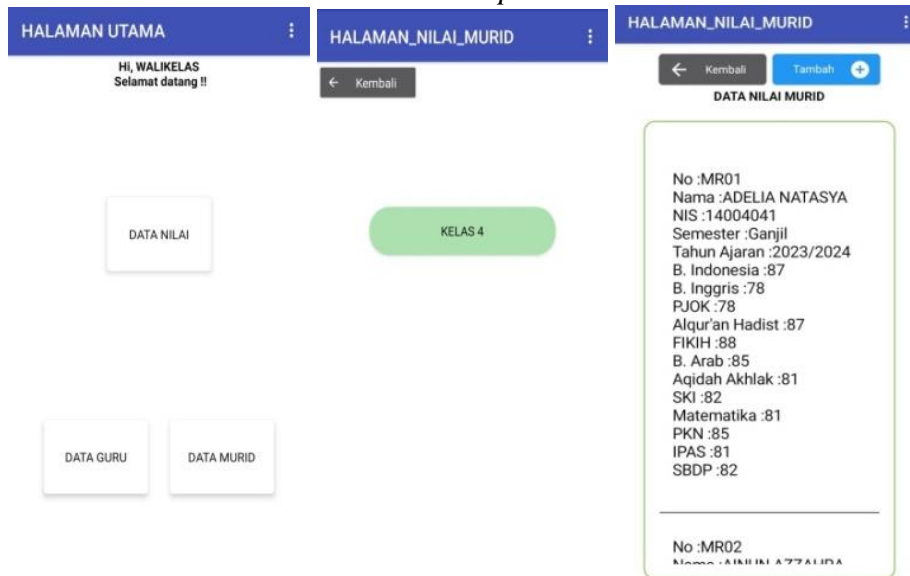 HALAMAN UTAMA
Hi, WALIKELAS
Selamat datang !!
DATA NILAI
DATA GURU
DATA MURID
HALAMAN_NILAI_MURID
Kembali
KELAS 4
HALAMAN_NILAI_MURID
Kembali
Tambah
DATA NILAI MURID
No :MR01
Nama :ADELIA NATASYA
NIS :14004041
Semester :Ganjil
Tahun Ajaran :2023/2024
B. Indonesia :87
B. Inggris :78
PJOK :78
Alqur'an Hadist :87
FIKIH :88
B. Arab :85
Aqidah Akhlak :81
SKI :82
Matematika :81
PKN :85
IPAS :81
SBDP :82
No :MR02
Nama :AINUN AZZAHRA